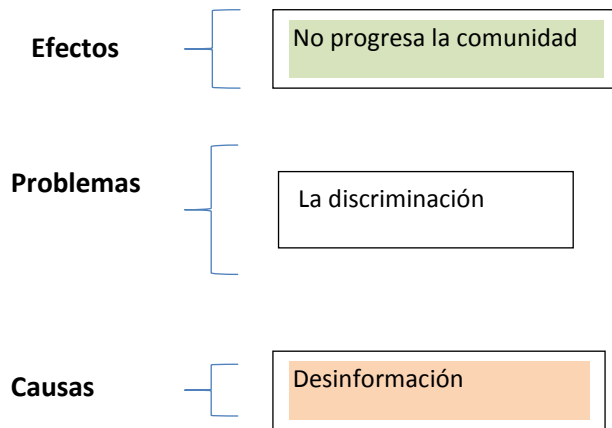 Efectos
No progresa la comunidad
Problemas
La discriminación
Causas
Desinformación